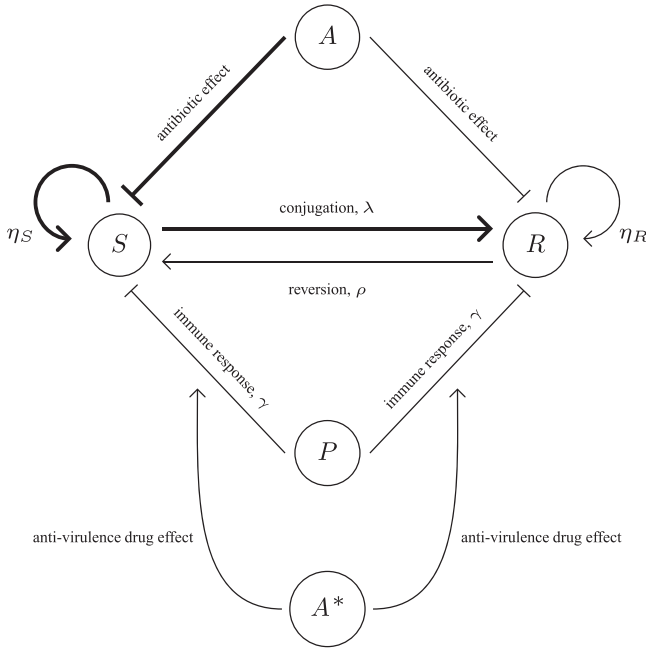 A
antibiotic effect
antibiotic effect
conjugation, λ
η_S
S
R
η_R
reversion, ρ
immune response, γ
immune response, γ
P
anti-virulence drug effect
anti-virulence drug effect
A*